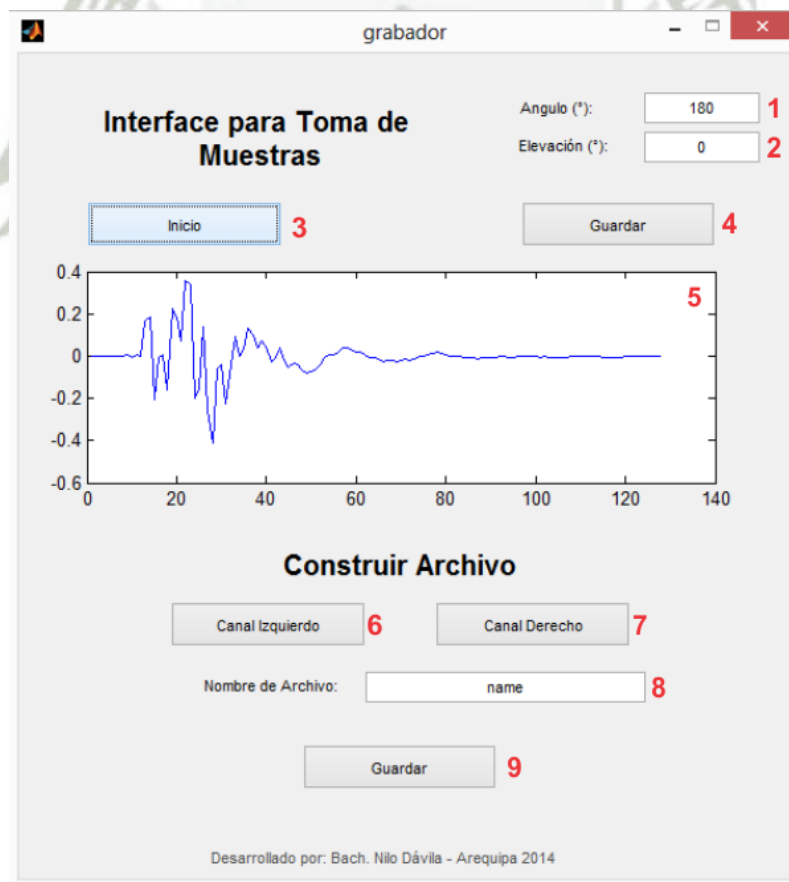 grabador
Interface para Toma de
Muestras
Angulo (°): 180 1
Elevación (°): 0 2
Inicio 3
Guardar 4
5
0.4
0.2
0
-0.2
-0.4
-0.6
0 20 40 60 80 100 120 140
Construir Archivo
Canal Izquierdo 6
Canal Derecho 7
Nombre de Archivo: name 8
Guardar 9
Desarrollado por: Bach. Nilo Dávila - Arequipa 2014